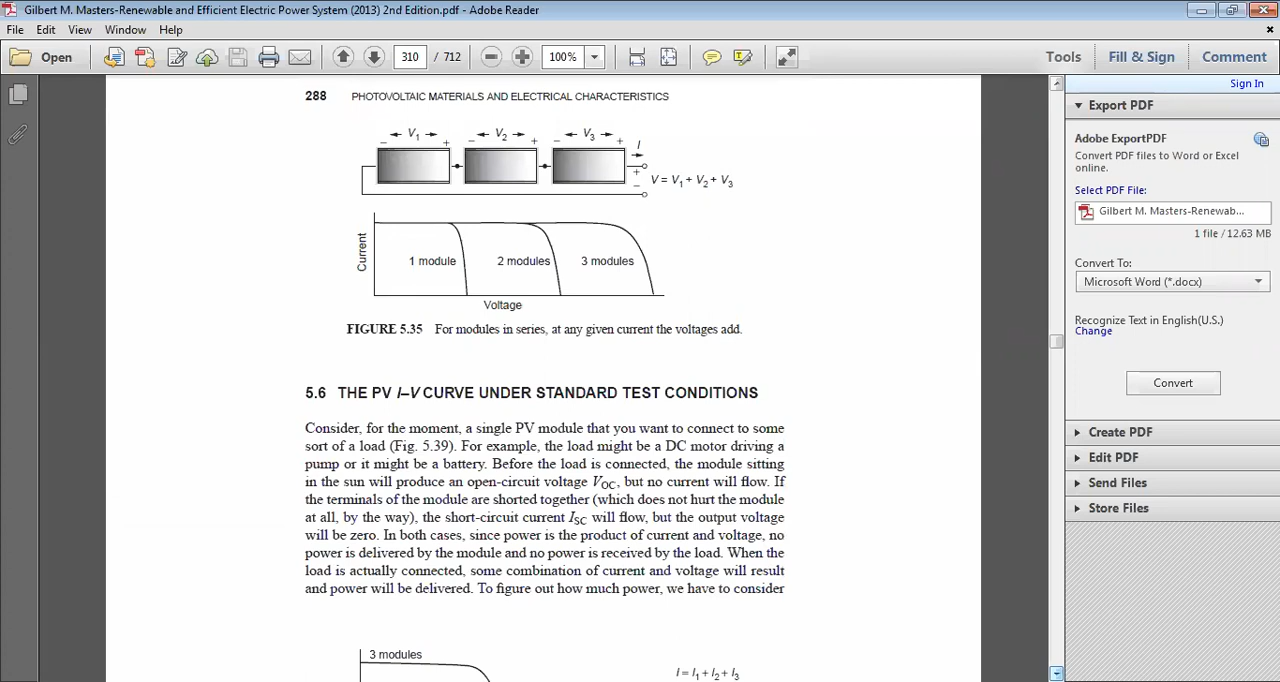 Gilbert M. Masters-Renewable and Efficient Electric Power System (2013) 2nd Edition.pdf - Adobe Reader
File Edit View Window Help
Open 310 / 712 100% Tools Fill & Sign Comment
Sign In
288 PHOTOVOLTAIC MATERIALS AND ELECTRICAL CHARACTERISTICS
V1 V2 V3
− + − + − + I
+
−
V = V1 + V2 + V3
Current
1 module 2 modules 3 modules
Voltage
FIGURE 5.35 For modules in series, at any given current the voltages add.
5.6 THE PV I–V CURVE UNDER STANDARD TEST CONDITIONS
Consider, for the moment, a single PV module that you want to connect to some
sort of a load (Fig. 5.39). For example, the load might be a DC motor driving a
pump or it might be a battery. Before the load is connected, the module sitting
in the sun will produce an open-circuit voltage VOC, but no current will flow. If
the terminals of the module are shorted together (which does not hurt the module
at all, by the way), the short-circuit current ISC will flow, but the output voltage
will be zero. In both cases, since power is the product of current and voltage, no
power is delivered by the module and no power is received by the load. When the
load is actually connected, some combination of current and voltage will result
and power will be delivered. To figure out how much power, we have to consider
3 modules
I = I1 + I2 + I3
Export PDF
Adobe ExportPDF
Convert PDF files to Word or Excel
online.
Select PDF File:
Gilbert M. Masters-Renewab...
1 file / 12.63 MB
Convert To:
Microsoft Word (*.docx)
Recognize Text in English(U.S.)
Change
Convert
Create PDF
Edit PDF
Send Files
Store Files